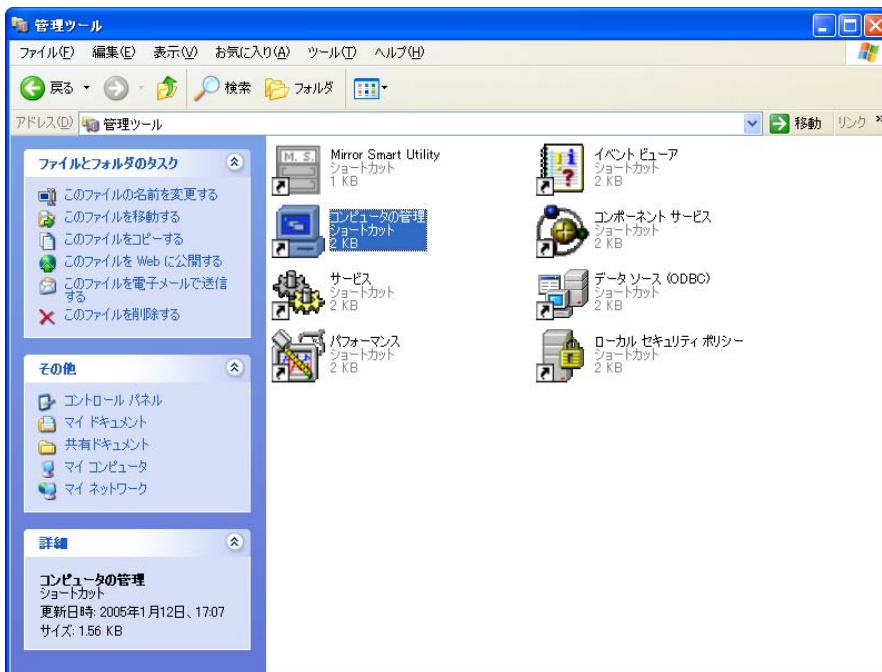 管理ツール
ファイル(F) 編集(E) 表示(V) お気に入り(A) ツール(T) ヘルプ(H)
戻る 検索 フォルダ
アドレス(D) 管理ツール 移動 リンク »
ファイルとフォルダのタスク
このファイルの名前を変更する
このファイルを移動する
このファイルをコピーする
このファイルを Web に公開する
このファイルを電子メールで送信
する
このファイルを削除する
その他
コントロール パネル
マイ ドキュメント
共有ドキュメント
マイ コンピュータ
マイ ネットワーク
詳細
コンピュータの管理
ショートカット
更新日時: 2005年1月12日、17:07
サイズ: 1.56 KB
M. S.
Mirror Smart Utility
ショートカット
1 KB
イベント ビューア
ショートカット
2 KB
コンピュータの管理
ショートカット
2 KB
コンポーネント サービス
ショートカット
2 KB
サービス
ショートカット
2 KB
データ ソース (ODBC)
ショートカット
2 KB
パフォーマンス
ショートカット
2 KB
ローカル セキュリティ ポリシー
ショートカット
2 KB